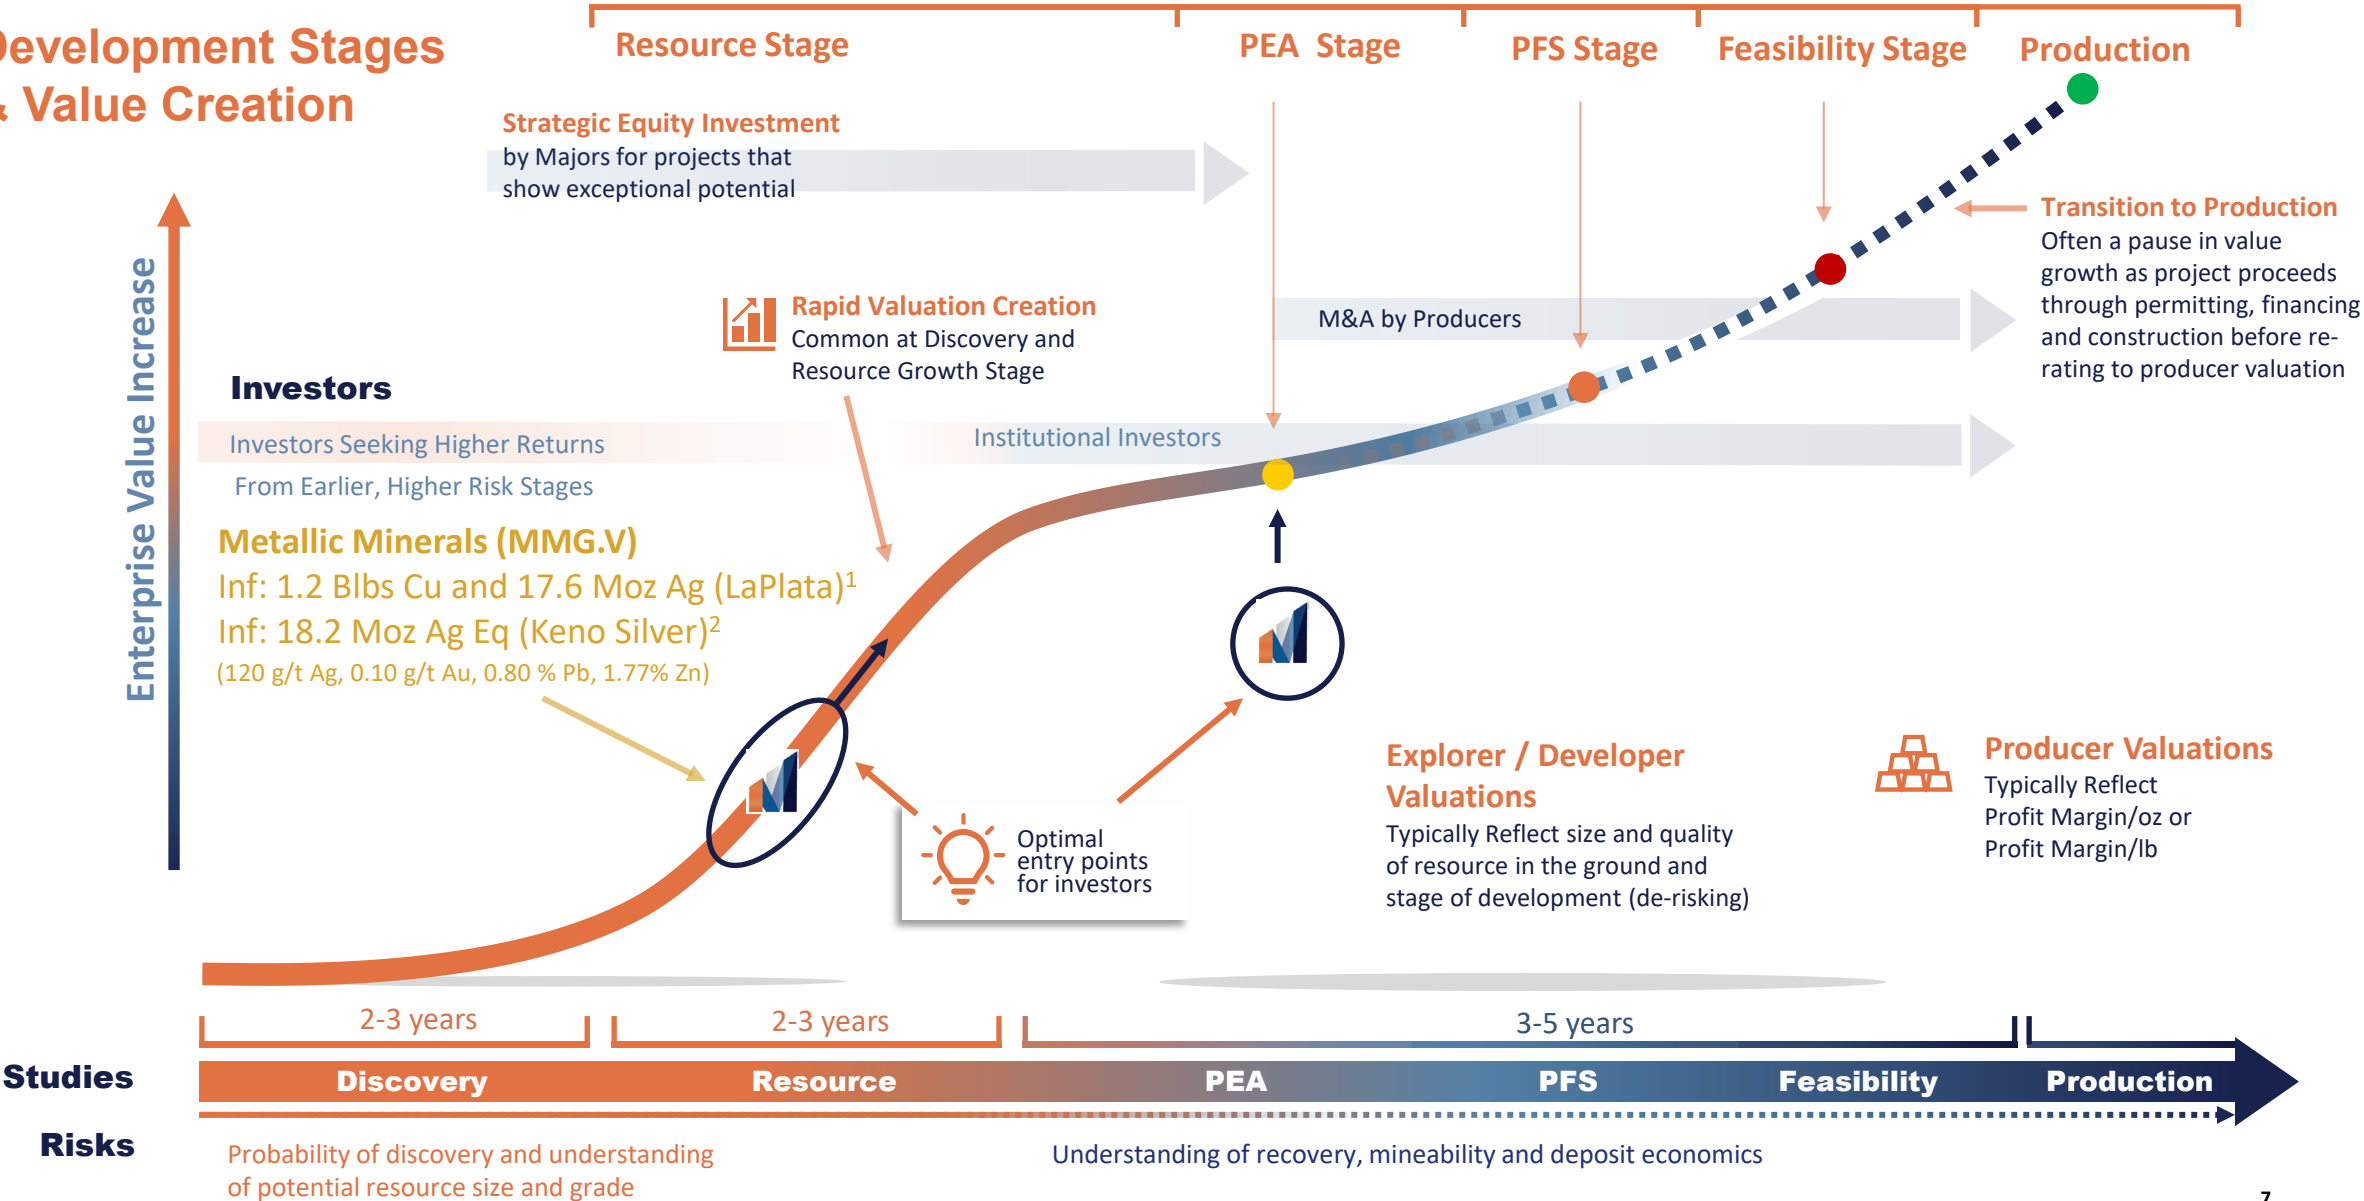 Development Stages
& Value Creation
Resource Stage
PEA Stage
PFS Stage
Feasibility Stage
Production
Strategic Equity Investment
by Majors for projects that
show exceptional potential
Transition to Production
Often a pause in value
growth as project proceeds
through permitting, financing
and construction before re-
rating to producer valuation
Rapid Valuation Creation
Common at Discovery and
Resource Growth Stage
M&A by Producers
Enterprise Value Increase
Investors
Investors Seeking Higher Returns
From Earlier, Higher Risk Stages
Institutional Investors
Metallic Minerals (MMG.V)
Inf: 1.2 Blbs Cu and 17.6 Moz Ag (LaPlata)1
Inf: 18.2 Moz Ag Eq (Keno Silver)2
(120 g/t Ag, 0.10 g/t Au, 0.80 % Pb, 1.77% Zn)
Optimal
entry points
for investors
Explorer / Developer
Valuations
Typically Reflect size and quality
of resource in the ground and
stage of development (de-risking)
Producer Valuations
Typically Reflect
Profit Margin/oz or
Profit Margin/lb
2-3 years
2-3 years
3-5 years
Studies
Discovery
Resource
PEA
PFS
Feasibility
Production
Risks
Probability of discovery and understanding
of potential resource size and grade
Understanding of recovery, mineability and deposit economics
7